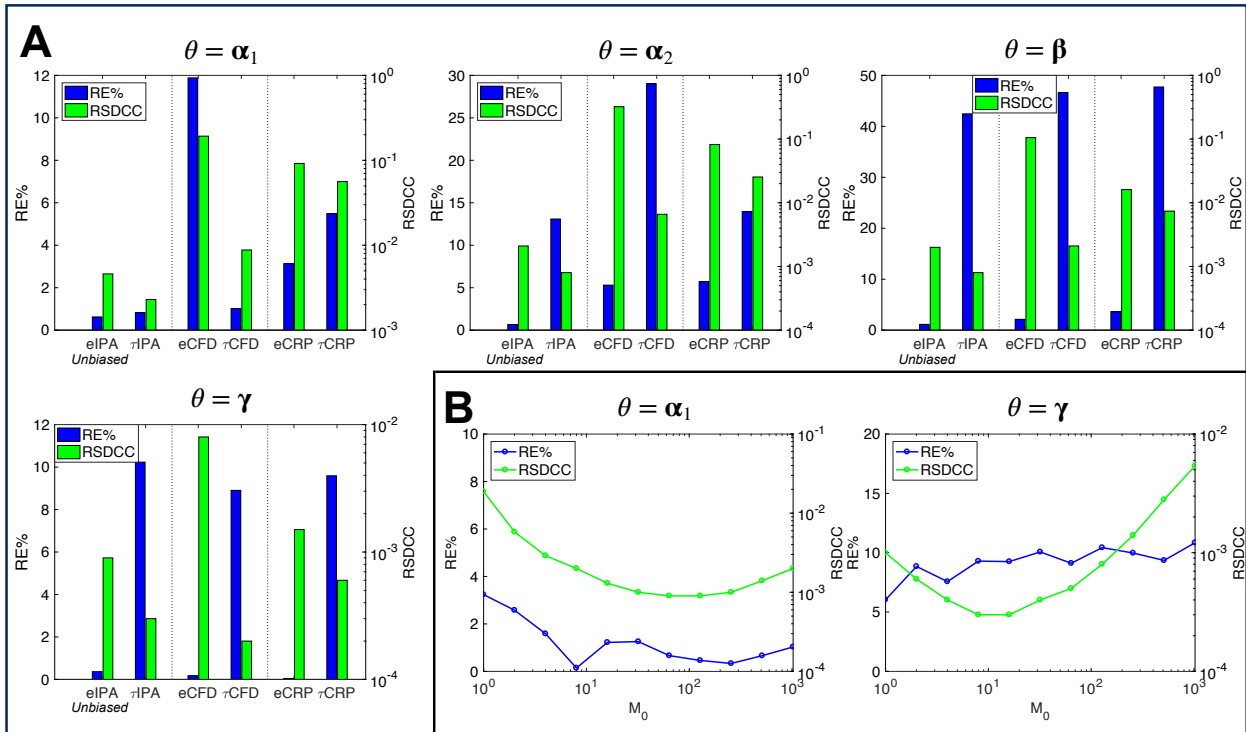 A
θ = α1
12
10
8
6
4
2
0
RE%
RE%
RSDCC
10^0
10^-1
10^-2
10^-3
RSDCC
eIPA τIPA eCFD τCFD eCRP τCRP
Unbiased
θ = α2
30
25
20
15
10
5
0
RE%
RE%
RSDCC
10^0
10^-1
10^-2
10^-3
10^-4
RSDCC
eIPA τIPA eCFD τCFD eCRP τCRP
Unbiased
θ = β
50
40
30
20
10
0
RE%
RE%
RSDCC
10^0
10^-1
10^-2
10^-3
10^-4
RSDCC
eIPA τIPA eCFD τCFD eCRP τCRP
Unbiased
θ = γ
12
10
8
6
4
2
0
RE%
RE%
RSDCC
10^-2
10^-3
10^-4
RSDCC
eIPA τIPA eCFD τCFD eCRP τCRP
Unbiased
B
θ = α1
10
8
6
4
2
0
RE%
RE%
RSDCC
10^-1
10^-2
10^-3
10^-4
RSDCC
10^0 10^1 10^2 10^3
M0
θ = γ
20
15
10
5
0
RE%
RE%
RSDCC
10^-2
10^-3
10^-4
RSDCC
10^0 10^1 10^2 10^3
M0